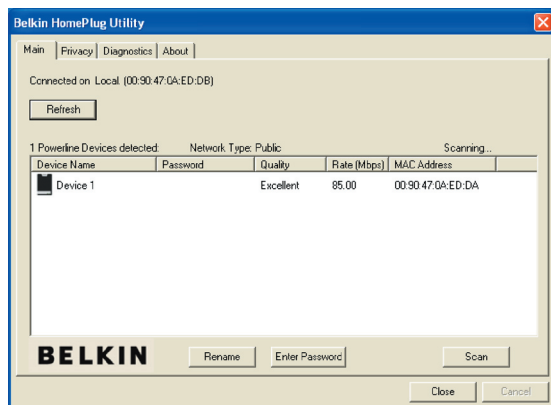 Belkin HomePlug Utility
Main Privacy Diagnostics About
Connected on Local (00:90:47:0A:ED:DB)
Refresh
1 Powerline Devices detected: Network Type: Public Scanning...
Device Name Password Quality Rate (Mbps) MAC Address
Device 1 Excellent 85.00 00:90:47:0A:ED:DA
BELKIN Rename Enter Password Scan
Close Cancel